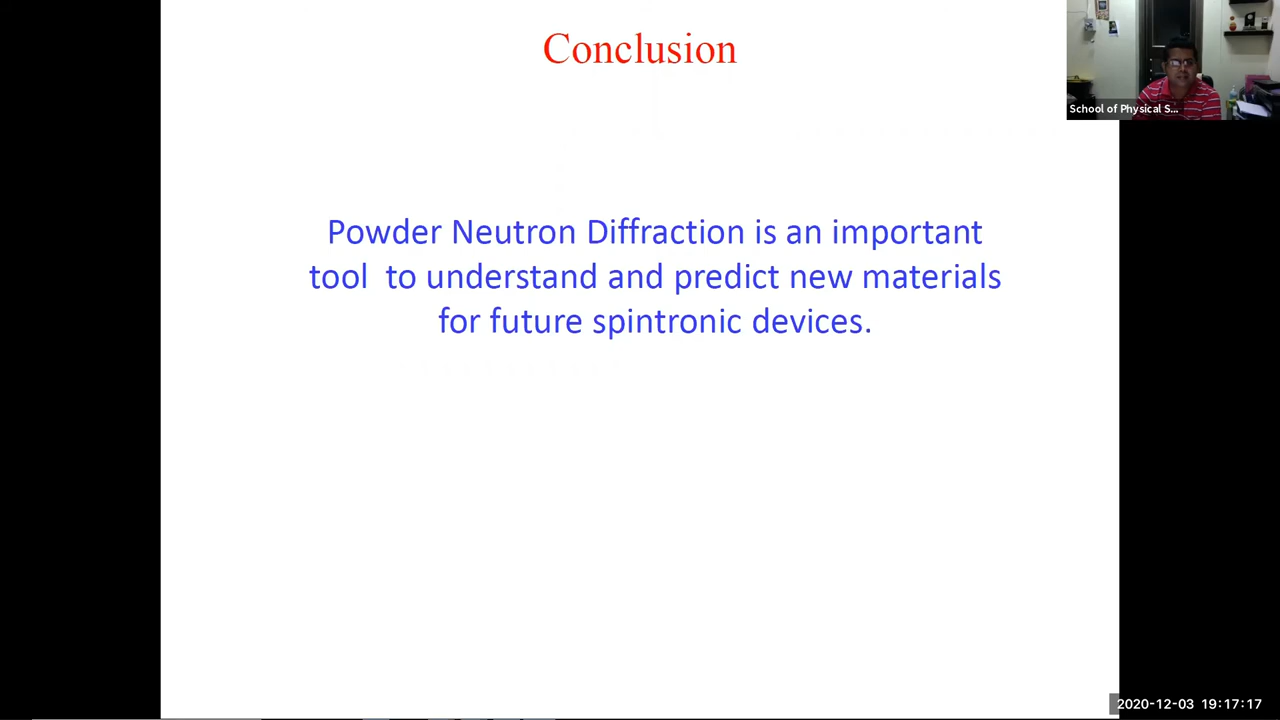 Conclusion
School of Physical S...
Powder Neutron Diffraction is an important
tool to understand and predict new materials
for future spintronic devices.
2020-12-03 19:17:17